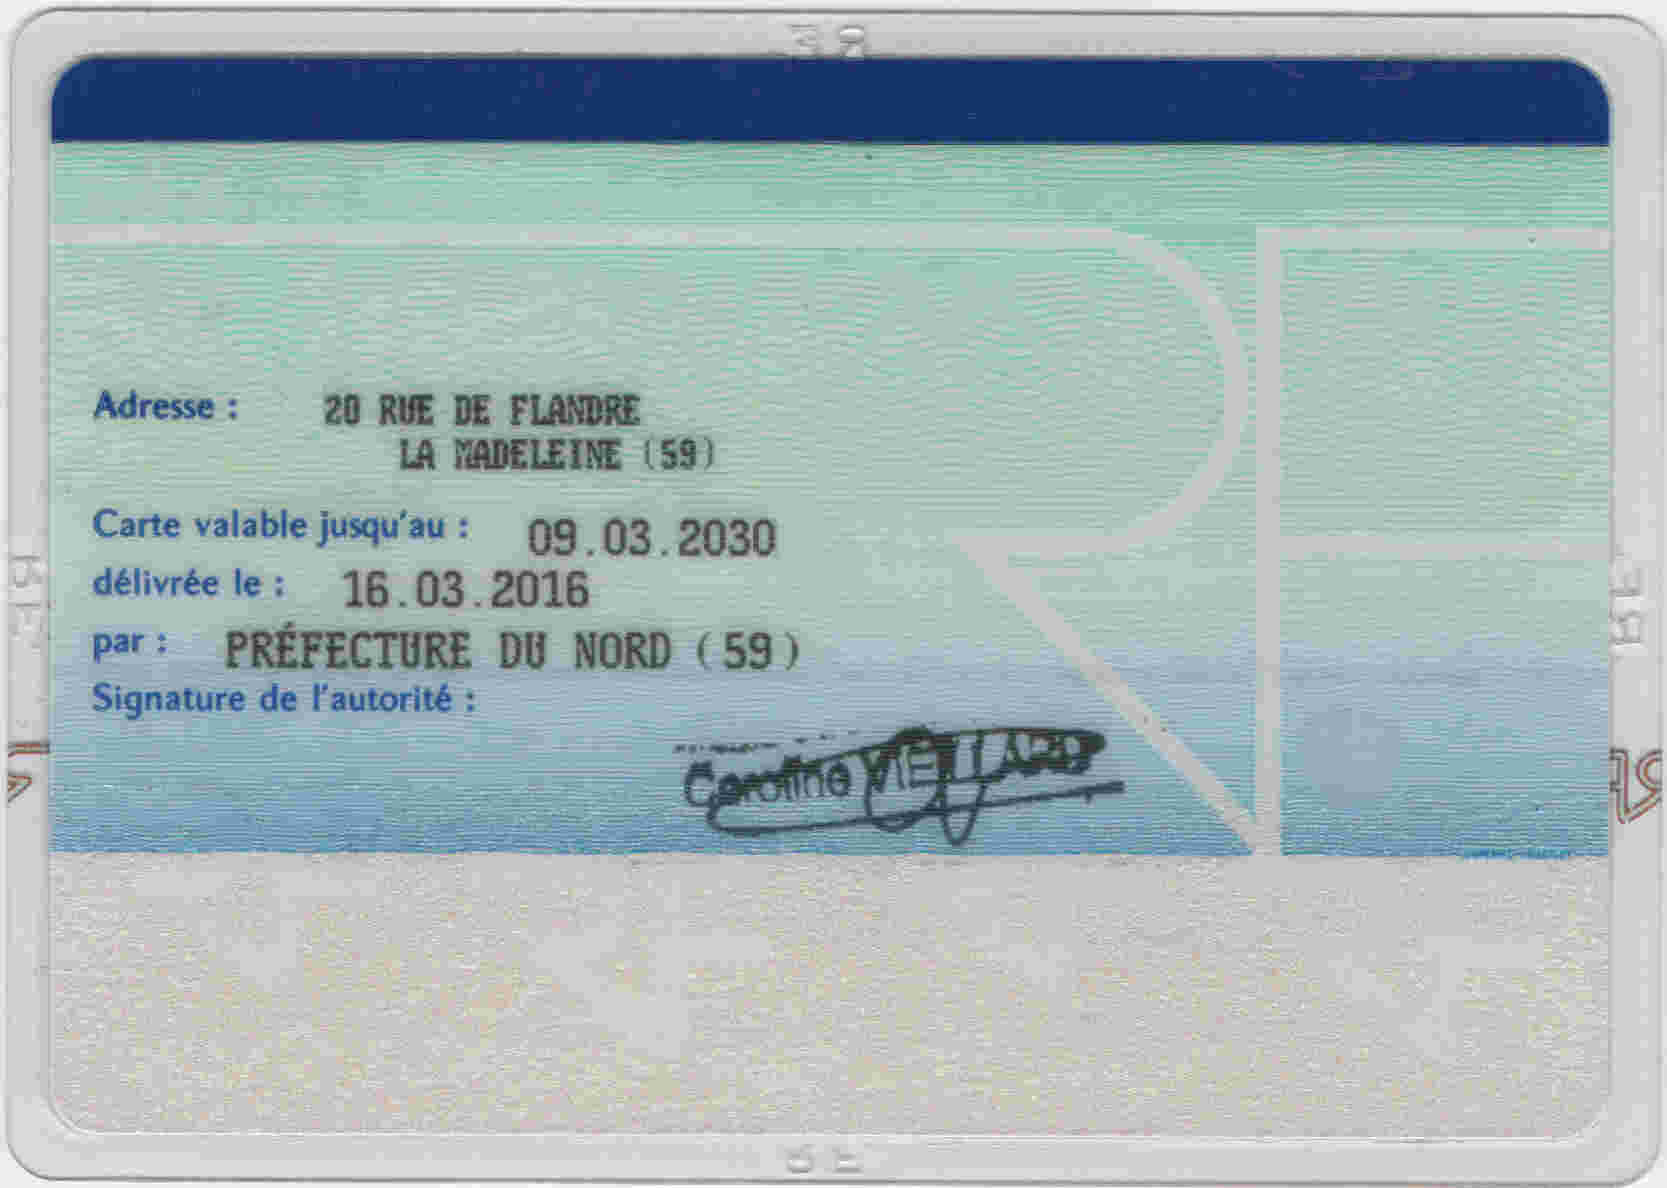 Adresse : 20 RUE DE FLANDRE
LA MADELEINE (59)
Carte valable jusqu'au : 09.03.2030
délivrée le : 16.03.2016
par : PRÉFECTURE DU NORD (59)
Signature de l'autorité :
Caroline VIEILLARD
RF